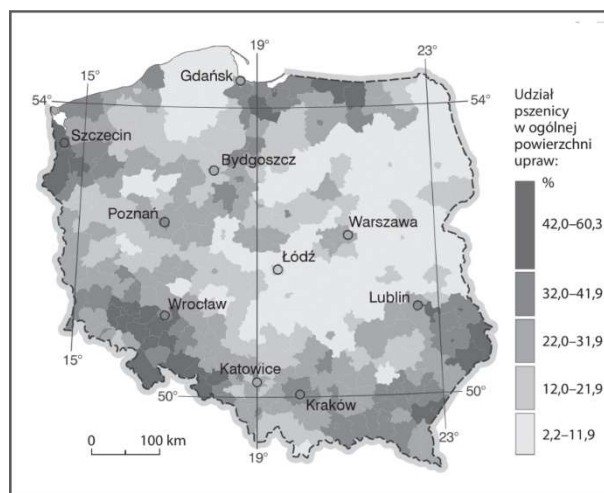 19°
23°
15°
Gdańsk
54°
54°
Szczecin
Bydgoszcz
Poznań
Warszawa
Łódź
Wrocław
Lublin
15°
Katowice
50°
Kraków
50°
23°
19°
0 100 km
Udział
pszenicy
w ogólnej
powierzchni
upraw:
%
42,0–60,3
32,0–41,9
22,0–31,9
12,0–21,9
2,2–11,9